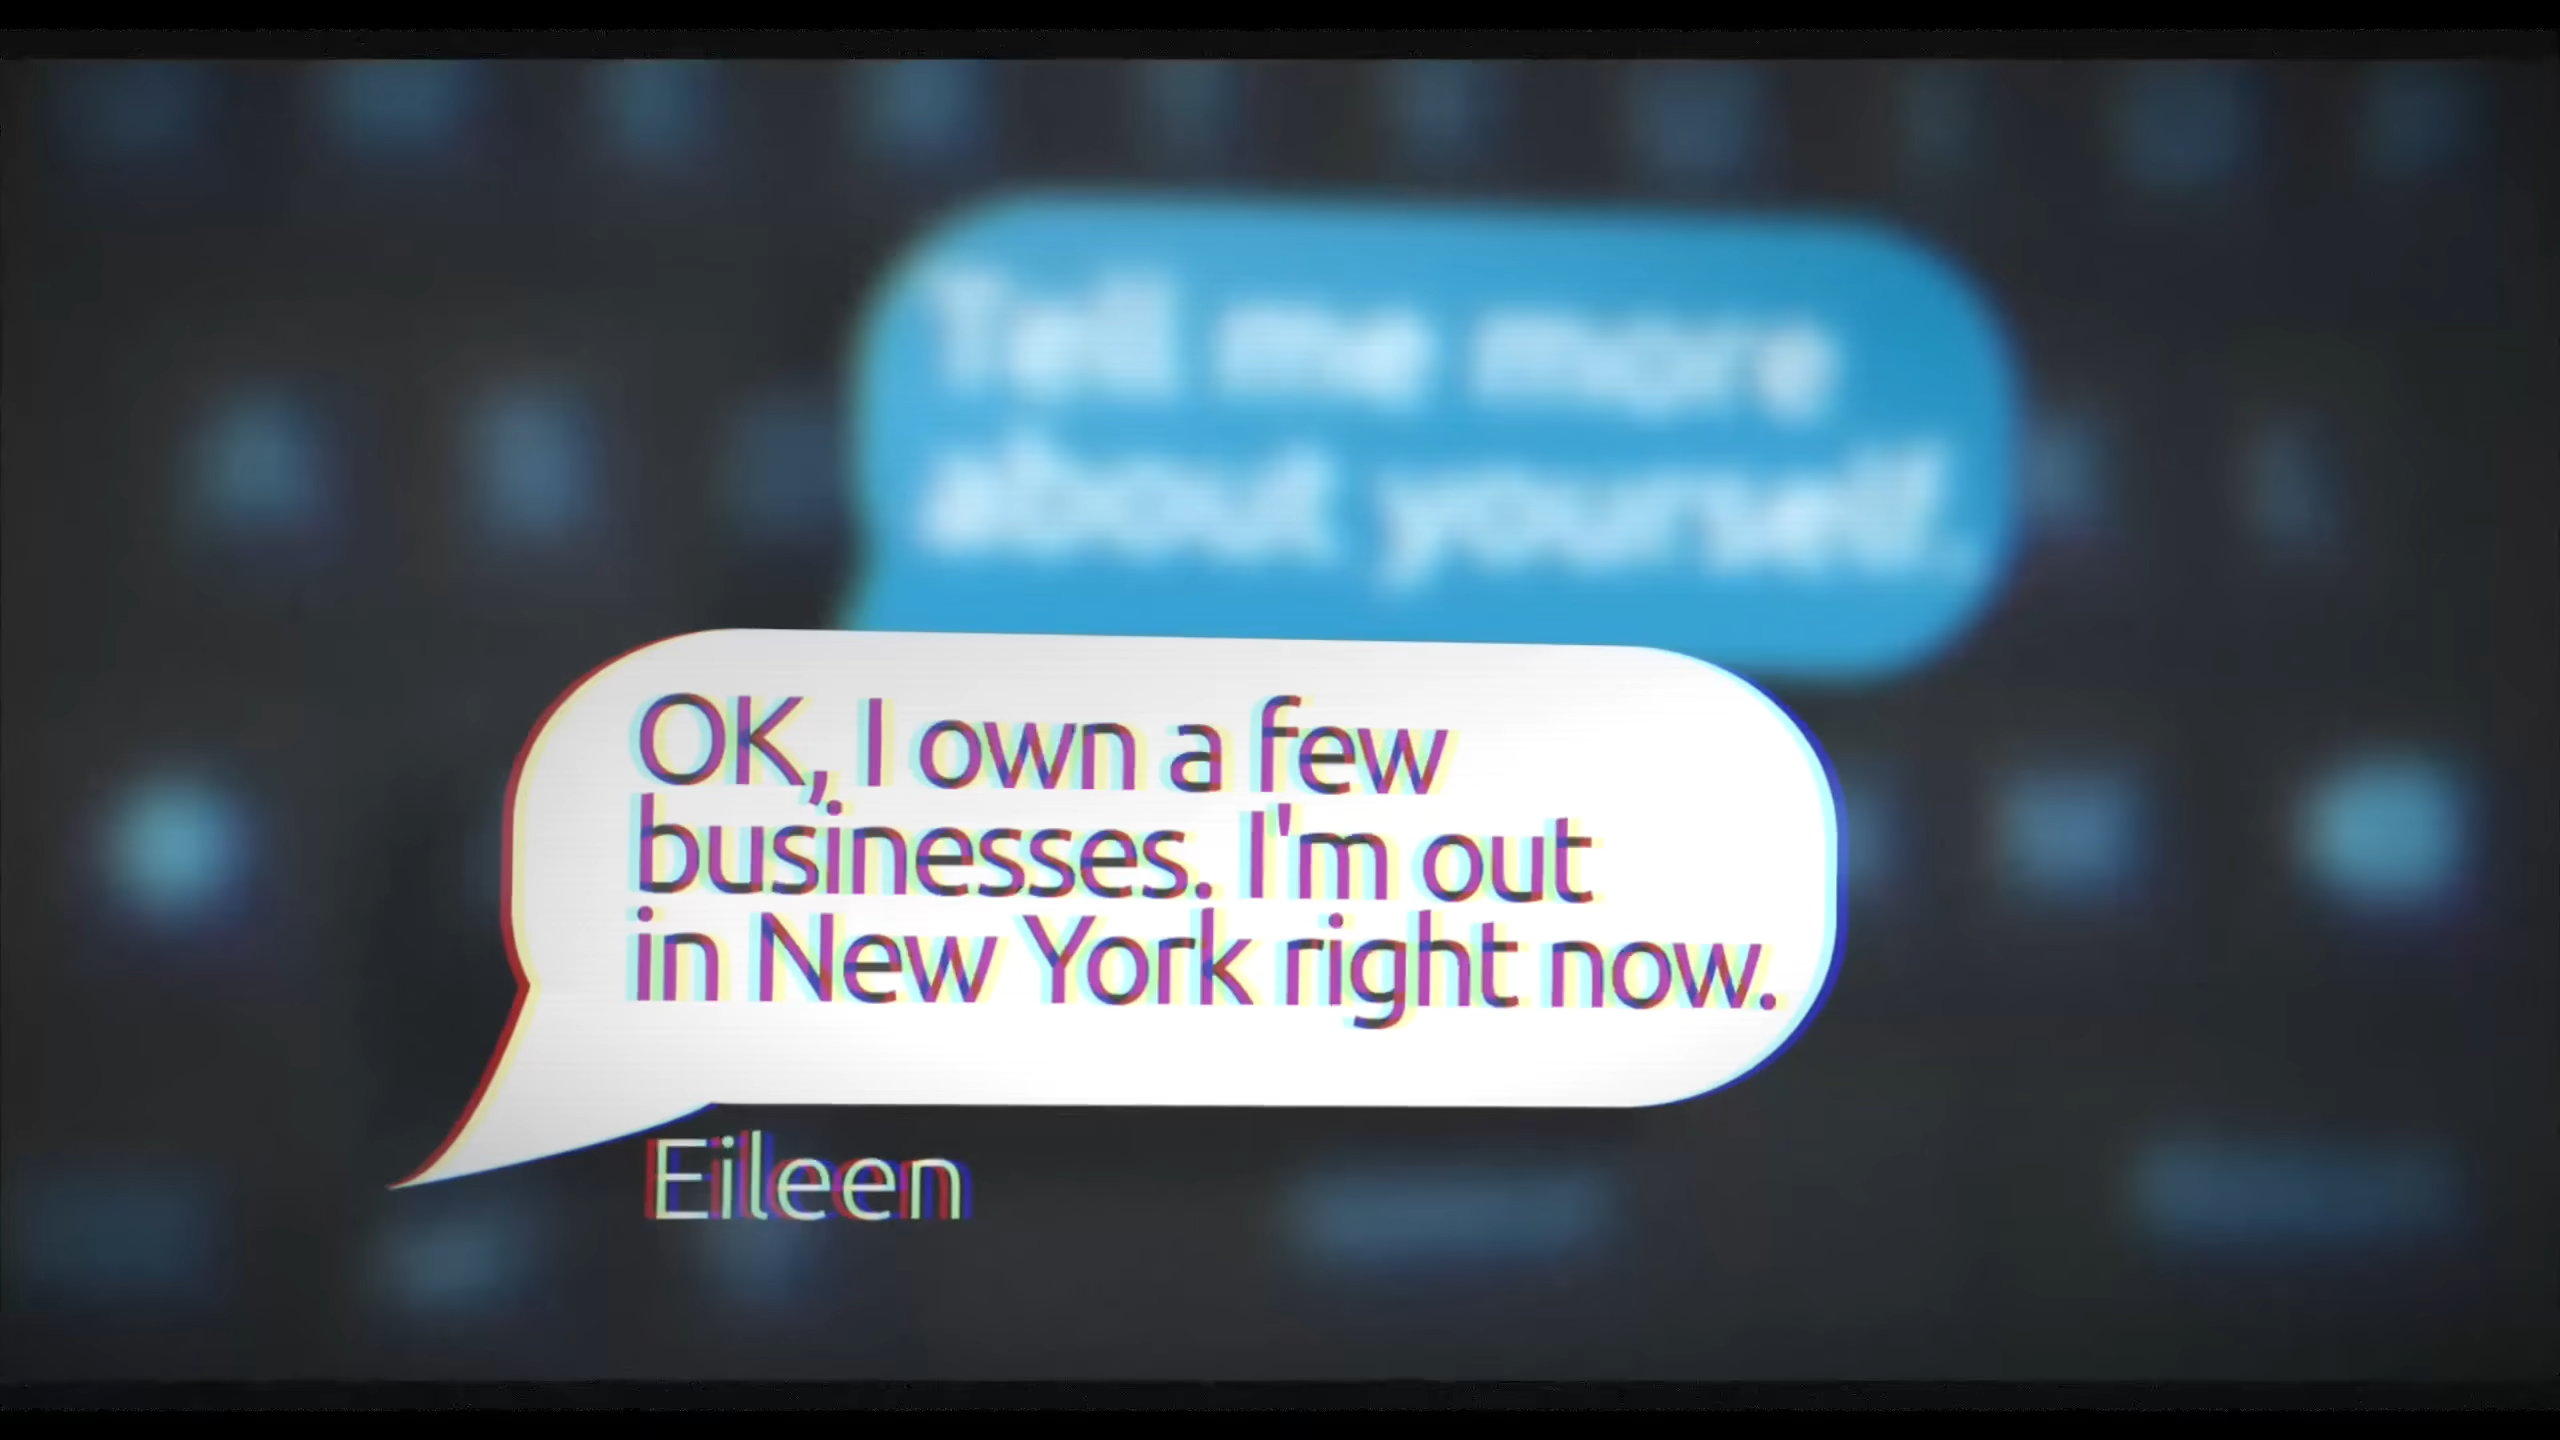 Tell me more
about yourself.
OK, I own a few
businesses. I'm out
in New York right now.
Eileen